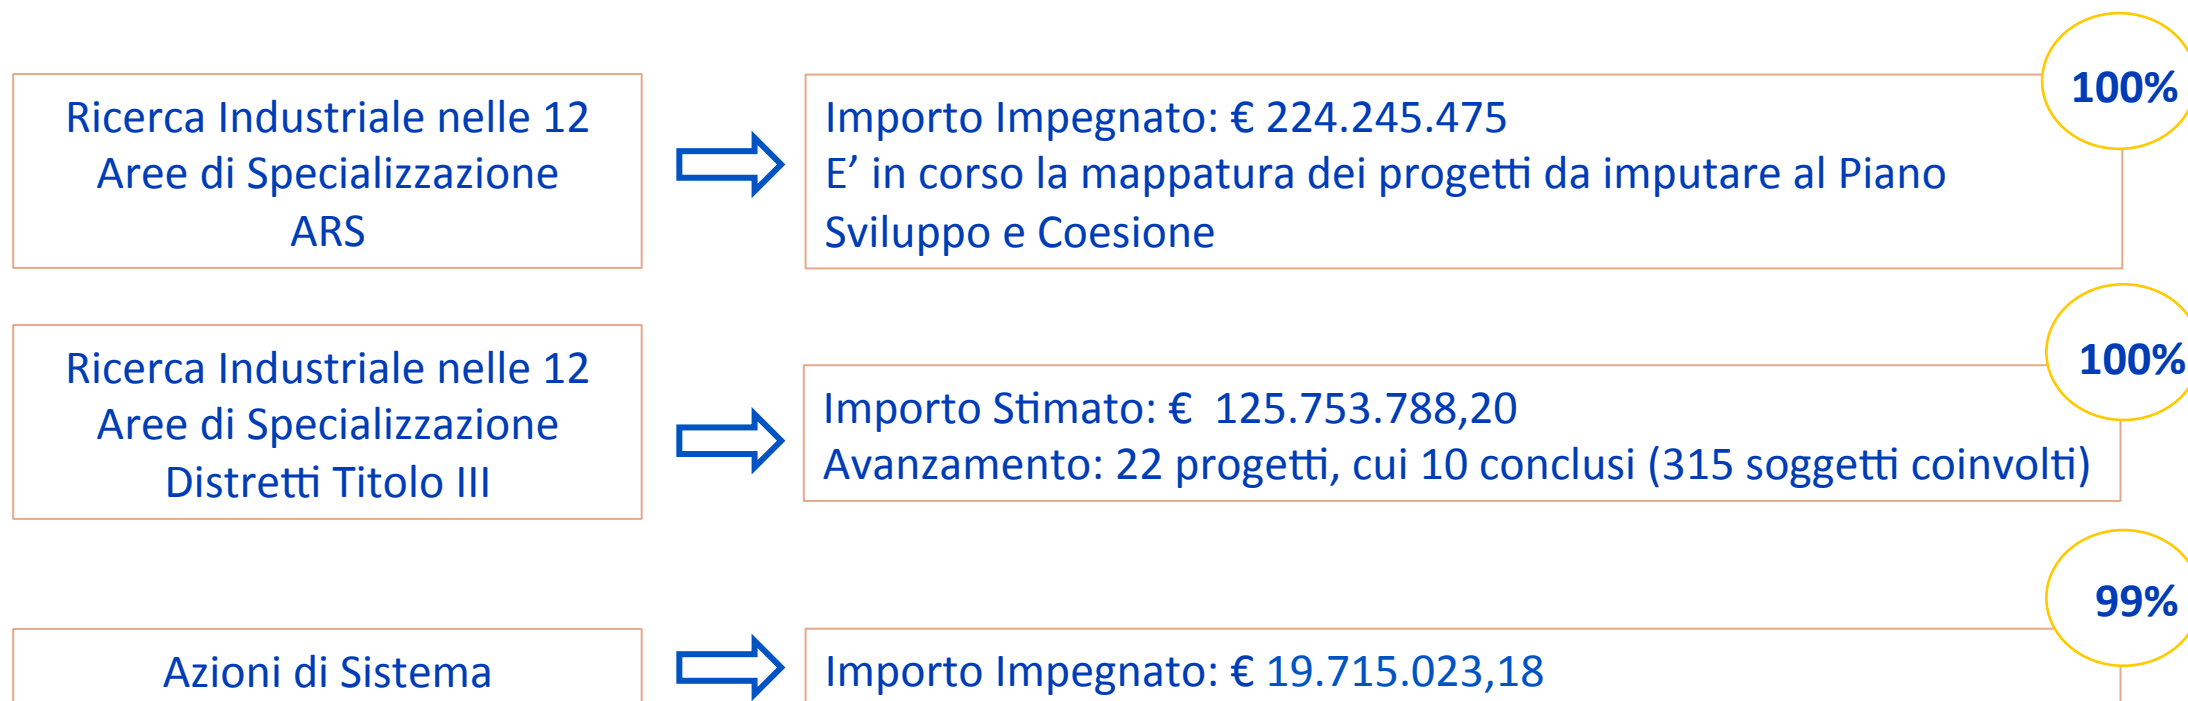 100%
Ricerca Industriale nelle 12
Aree di Specializzazione
ARS
Importo Impegnato: € 224.245.475
E’ in corso la mappatura dei progetti da imputare al Piano
Sviluppo e Coesione
100%
Ricerca Industriale nelle 12
Aree di Specializzazione
Distretti Titolo III
Importo Stimato: € 125.753.788,20
Avanzamento: 22 progetti, cui 10 conclusi (315 soggetti coinvolti)
99%
Azioni di Sistema
Importo Impegnato: € 19.715.023,18